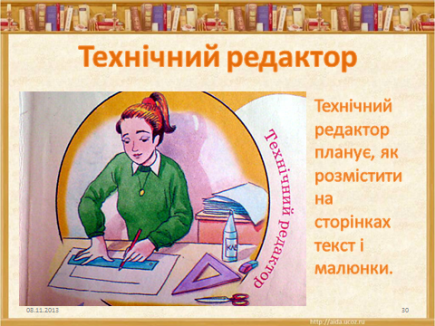 Технічний редактор
Технічний
редактор
планує, як
розмістити
на
сторінках
текст і
малюнки.
Технічний редактор
08.11.2013
30
http://aida.ucoz.ru